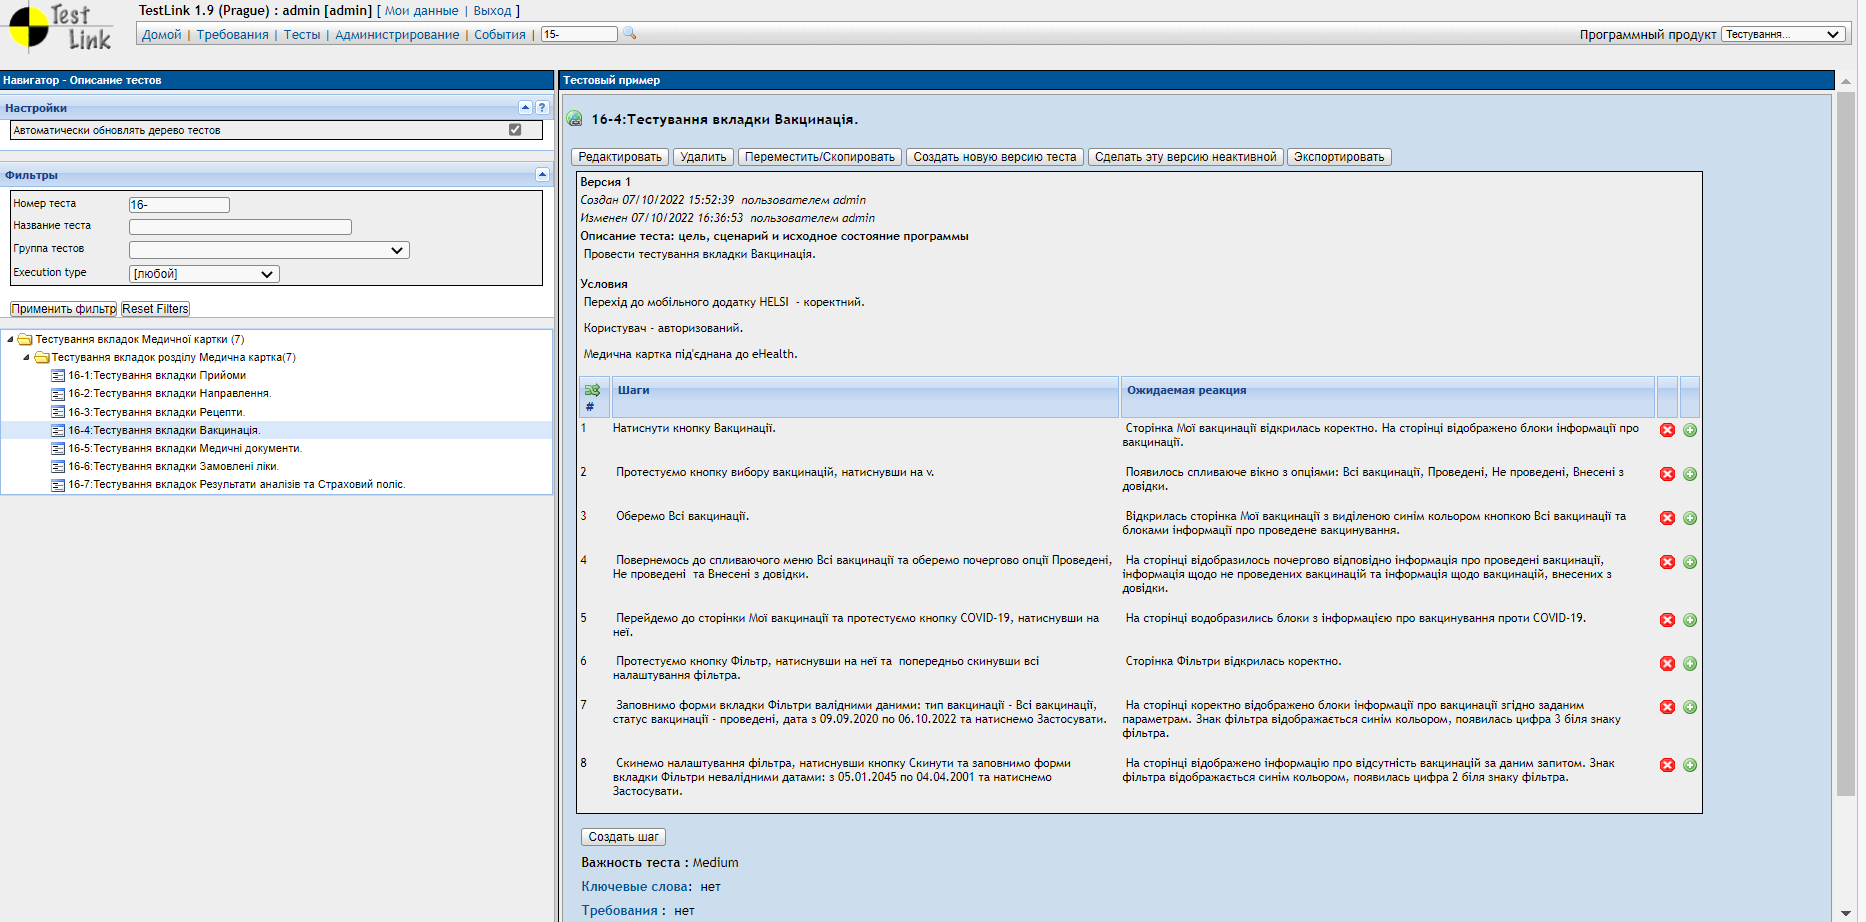 Test
Link
TestLink 1.9 (Prague) : admin [admin] [ Мои данные | Выход ]
Домой | Требования | Тесты | Администрирование | События | 15-
Программный продукт Тестування...
Навигатор - Описание тестов
Настройки
?
Автоматически обновлять дерево тестов
Фильтры
Номер теста 16-
Название теста
Группа тестов
Execution type [любой]
Применить фильтр Reset Filters
Тестування вкладок Медичної картки (7)
Тестування вкладок розділу Медична картка(7)
16-1:Тестування вкладки Прийоми
16-2:Тестування вкладки Направлення.
16-3:Тестування вкладки Рецепти.
16-4:Тестування вкладки Вакцинація.
16-5:Тестування вкладки Медичні документи.
16-6:Тестування вкладки Замовлені ліки.
16-7:Тестування вкладок Результати аналізів та Страховий поліс.
Тестовый пример
16-4:Тестування вкладки Вакцинація.
Редактировать Удалить Переместить/Скопировать Создать новую версию теста Сделать эту версию неактивной Экспортировать
Версия 1
Создан 07/10/2022 15:52:39 пользователем admin
Изменен 07/10/2022 16:36:53 пользователем admin
Описание теста: цель, сценарий и исходное состояние программы
Провести тестування вкладки Вакцинація.
Условия
Перехід до мобільного додатку HELSI - коректний.
Користувач - авторизований.
Медична картка під'єднана до eHealth.
# Шаги Ожидаемая реакция
1 Натиснути кнопку Вакцинації.
Сторінка Мої вакцинації відкрилась коректно. На сторінці відображено блоки інформації про
вакцинації.
2 Протестуємо кнопку вибору вакцинацій, натиснувши на v.
Появилось спливаюче вікно з опціями: Всі вакцинації, Проведені, Не проведені, Внесені з
довідки.
3 Оберемо Всі вакцинації.
Відкрилась сторінка Мої вакцинації з виділеною синім кольором кнопкою Всі вакцинації та
блоками інформації про проведене вакцинування.
4 Повернемось до спливаючого меню Всі вакцинації та оберемо почергово опції Проведені,
Не проведені та Внесені з довідки.
На сторінці відобразилось почергово відповідно інформація про проведені вакцинації,
інформація щодо не проведених вакцинацій та інформація щодо вакцинацій, внесених з
довідки.
5 Перейдемо до сторінки Мої вакцинації та протестуємо кнопку COVID-19, натиснувши на
неї.
На сторінці водобразились блоки з інформацією про вакцинування проти COVID-19.
6 Протестуємо кнопку Фільтр, натиснувши на неї та попередньо скинувши всі
налаштування фільтра.
Сторінка Фільтри відкрилась коректно.
7 Заповнимо форми вкладки Фільтри валідними даними: тип вакцинації - Всі вакцинації,
статус вакцинації - проведені, дата з 09.09.2020 по 06.10.2022 та натиснемо Застосувати.
На сторінці коректно відображено блоки інформації про вакцинації згідно заданим
параметрам. Знак фільтра відображається синім кольором, появилась цифра 3 біля знаку
фільтра.
8 Скинемо налаштування фільтра, натиснувши кнопку Скинути та заповнимо форми
вкладки Фільтри невалідними датами: з 05.01.2045 по 04.04.2001 та натиснемо
Застосувати.
На сторінці відображено інформацію про відсутність вакцинацій за даним запитом. Знак
фільтра відображається синім кольором, появилась цифра 2 біля знаку фільтра.
Создать шаг
Важность теста : Medium
Ключевые слова: нет
Требования : нет